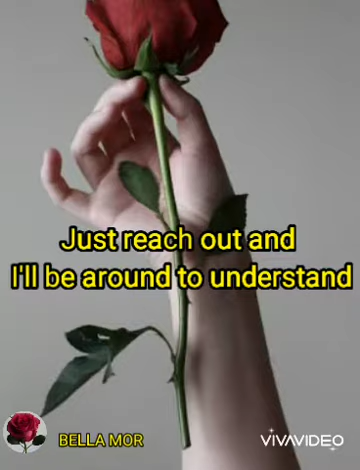 Just reach out and
I'll be around to understand
BELLA MOR
VIVAVIDEO